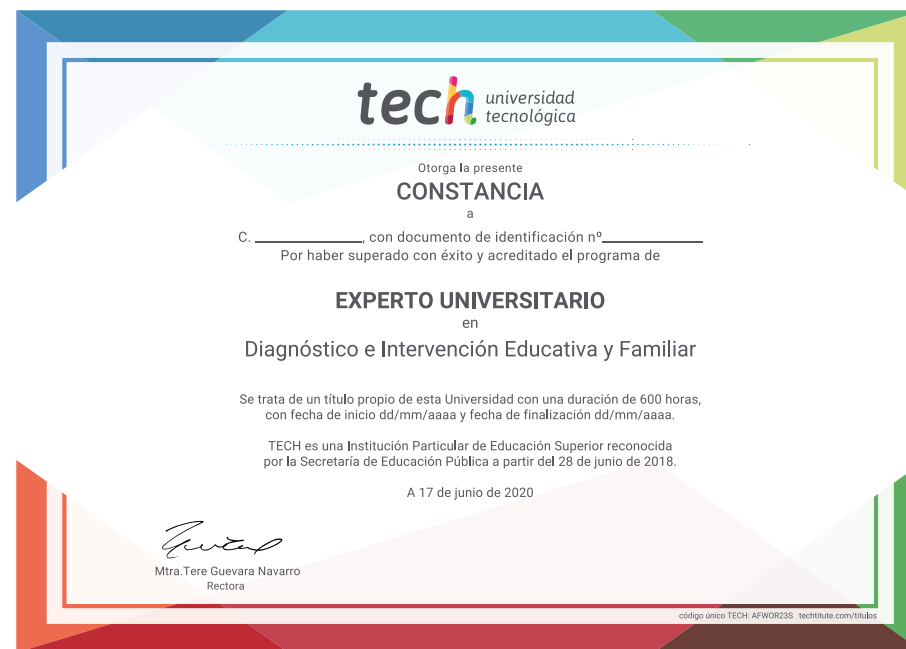 tech universidad
tecnológica
Otorga la presente
CONSTANCIA
a
C. ______________, con documento de identificación nº______________
Por haber superado con éxito y acreditado el programa de
EXPERTO UNIVERSITARIO
en
Diagnóstico e Intervención Educativa y Familiar
Se trata de un título propio de esta Universidad con una duración de 600 horas,
con fecha de inicio dd/mm/aaaa y fecha de finalización dd/mm/aaaa.
TECH es una Institución Particular de Educación Superior reconocida
por la Secretaría de Educación Pública a partir del 28 de junio de 2018.
A 17 de junio de 2020
Mtra.Tere Guevara Navarro
Rectora
código único TECH: AFWOR23S techtitute.com/titulos